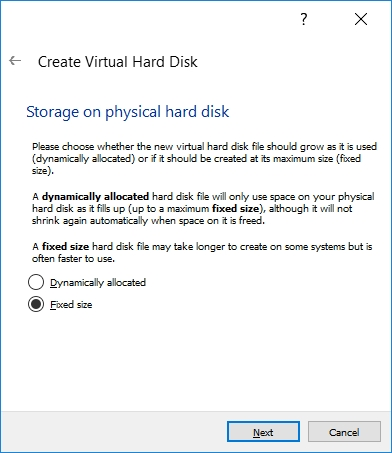 ?
Create Virtual Hard Disk
Storage on physical hard disk
Please choose whether the new virtual hard disk file should grow as it is used
(dynamically allocated) or if it should be created at its maximum size (fixed
size).
A dynamically allocated hard disk file will only use space on your physical
hard disk as it fills up (up to a maximum fixed size), although it will not
shrink again automatically when space on it is freed.
A fixed size hard disk file may take longer to create on some systems but is
often faster to use.
Dynamically allocated
Fixed size
Next Cancel